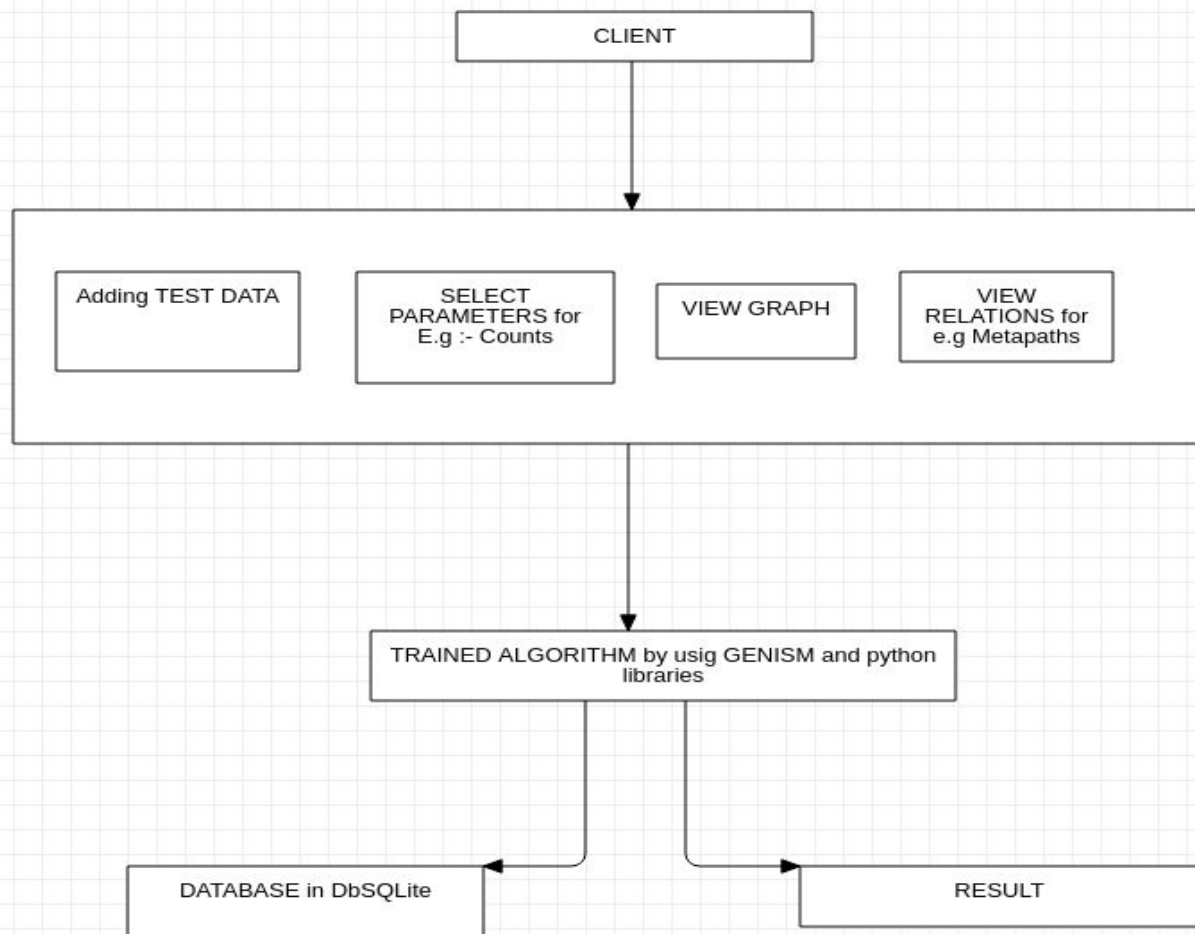 CLIENT
Adding TEST DATA
SELECT
PARAMETERS for
E.g :- Counts
VIEW GRAPH
VIEW
RELATIONS for
e.g Metapaths
TRAINED ALGORITHM by usig GENISM and python
libraries
DATABASE in DbSQLite
RESULT